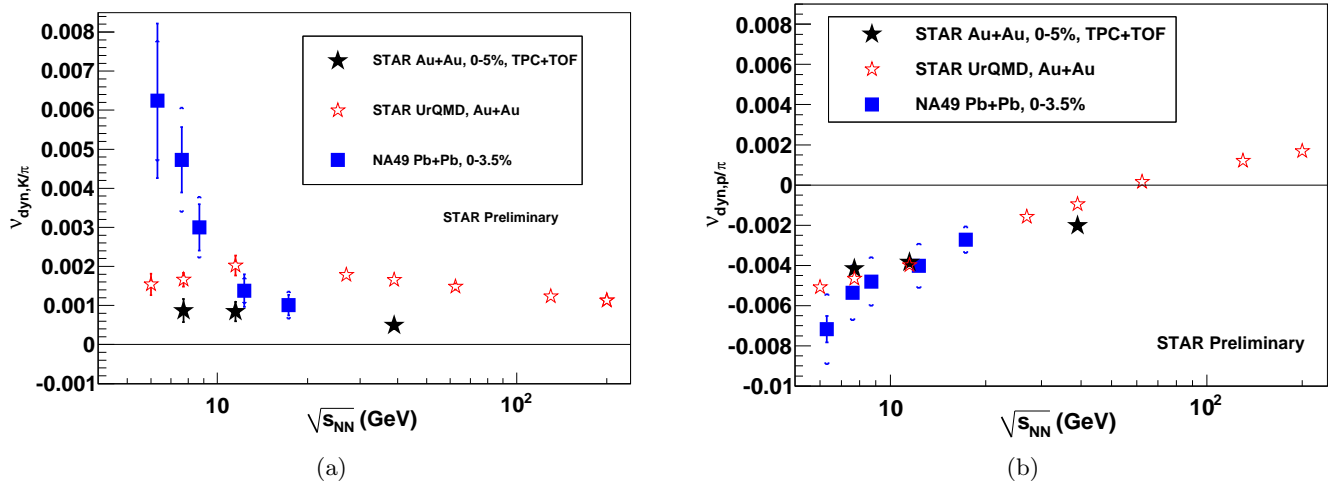 0.008
0.007
0.006
0.005
0.004
0.003
0.002
0.001
0
-0.001
ν_dyn,K/π
STAR Au+Au, 0-5%, TPC+TOF
STAR UrQMD, Au+Au
NA49 Pb+Pb, 0-3.5%
STAR Preliminary
10
10²
√s_NN (GeV)
(a)
0.008
0.006
0.004
0.002
0
-0.002
-0.004
-0.006
-0.008
-0.01
ν_dyn,p/π
STAR Au+Au, 0-5%, TPC+TOF
STAR UrQMD, Au+Au
NA49 Pb+Pb, 0-3.5%
STAR Preliminary
10
10²
√s_NN (GeV)
(b)